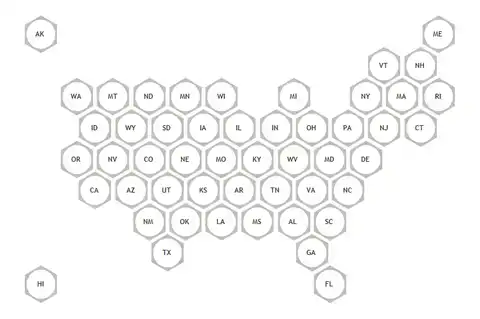 AK ME
VT NH
WA MT ND MN WI MI NY MA RI
ID WY SD IA IL IN OH PA NJ CT
OR NV CO NE MO KY WV MD DE
CA AZ UT KS AR TN VA NC
NM OK LA MS AL SC
TX GA
HI FL